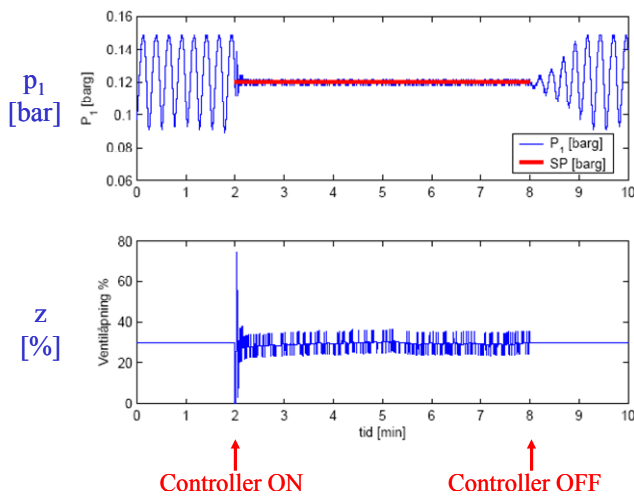 0.16
0.14
0.12
0.1
0.08
0.06
p1
[bar]
P1 [barg]
P1 [barg]
SP [barg]
0 1 2 3 4 5 6 7 8 9 10
80
60
40
20
0
z
[%]
Ventilåpning %
0 1 2 3 4 5 6 7 8 9 10
tid [min]
Controller ON Controller OFF